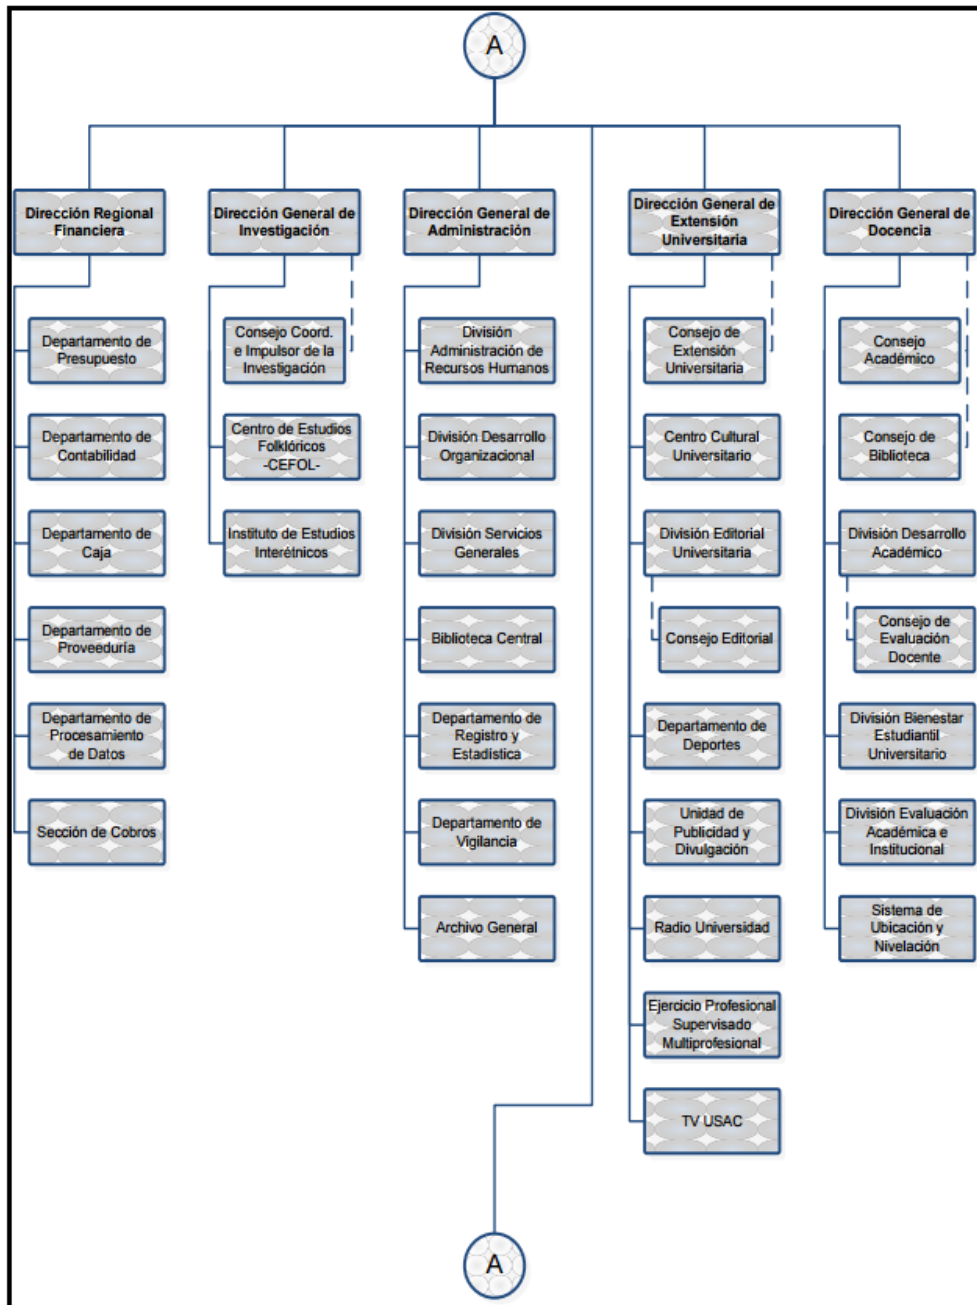 A
Dirección Regional
Financiera
Dirección General de
Investigación
Dirección General de
Administración
Dirección General de
Extensión
Universitaria
Dirección General de
Docencia
Departamento de
Presupuesto
Consejo Coord.
e Impulsor de la
Investigación
División
Administración de
Recursos Humanos
Consejo de
Extensión
Universitaria
Consejo
Académico
Departamento de
Contabilidad
Centro de Estudios
Folklóricos
-CEFOL-
División Desarrollo
Organizacional
Centro Cultural
Universitario
Consejo de
Biblioteca
Departamento de
Caja
Instituto de Estudios
Interétnicos
División Servicios
Generales
División Editorial
Universitaria
División Desarrollo
Académico
Departamento de
Proveeduría
Biblioteca Central
Consejo Editorial
Consejo de
Evaluación
Docente
Departamento de
Procesamiento
de Datos
Departamento de
Registro y
Estadística
Departamento de
Deportes
División Bienestar
Estudiantil
Universitario
Sección de Cobros
Departamento de
Vigilancia
Unidad de
Publicidad y
Divulgación
División Evaluación
Académica e
Institucional
Archivo General
Radio Universidad
Sistema de
Ubicación y
Nivelación
Ejercicio Profesional
Supervisado
Multiprofesional
TV USAC
A